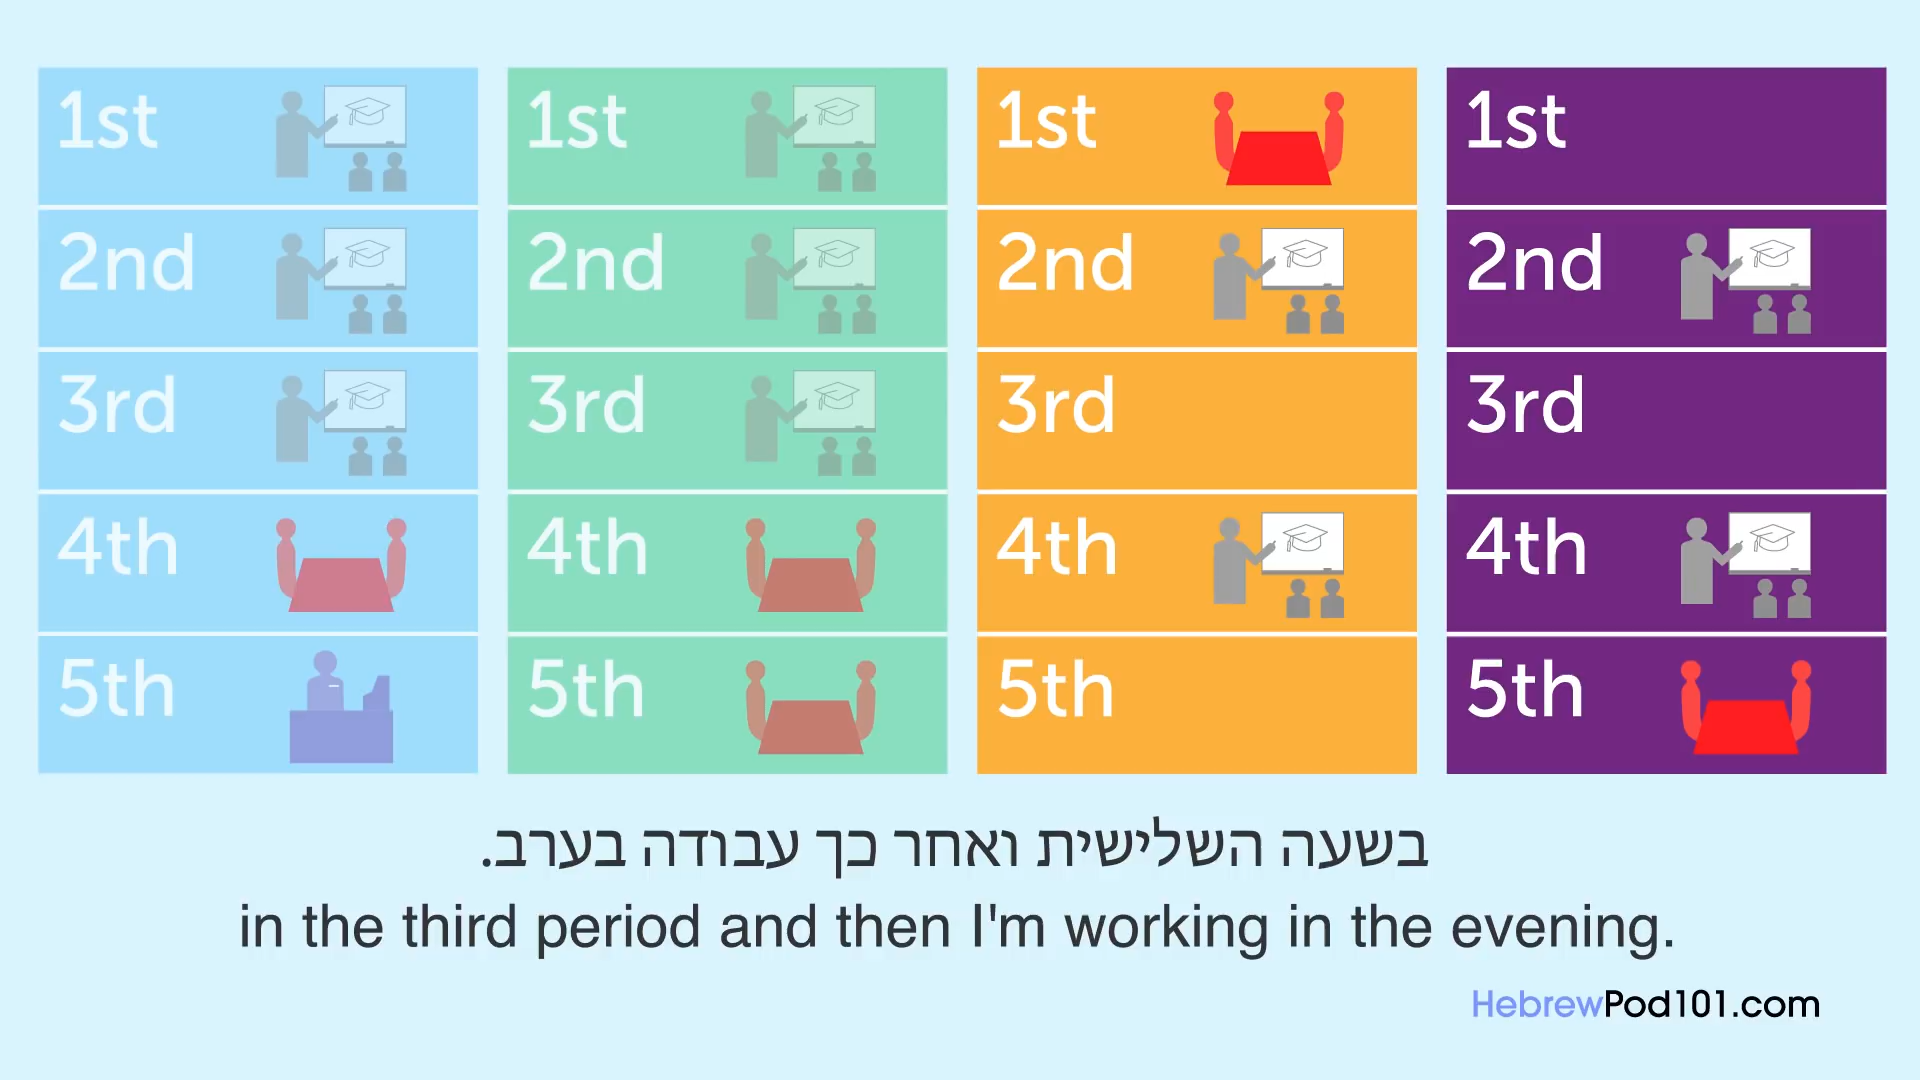 1st
2nd
3rd
4th
5th
1st
2nd
3rd
4th
5th
1st
2nd
3rd
4th
5th
1st
2nd
3rd
4th
5th
בשעה השלישית ואחר כך עבודה בערב.
in the third period and then I'm working in the evening.
HebrewPod101.com